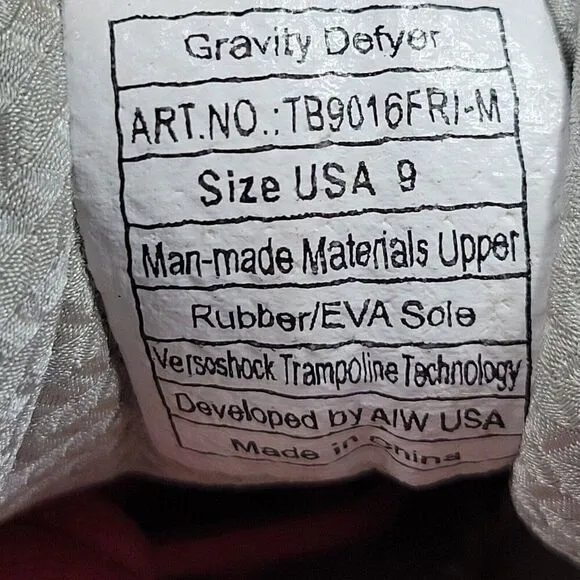 Gravity Defyer
ART.NO.:TB9016FRI-M
Size USA 9
Man-made Materials Upper
Rubber/EVA Sole
Versoshock Trampoline Technology
Developed by AIW USA
Made in China